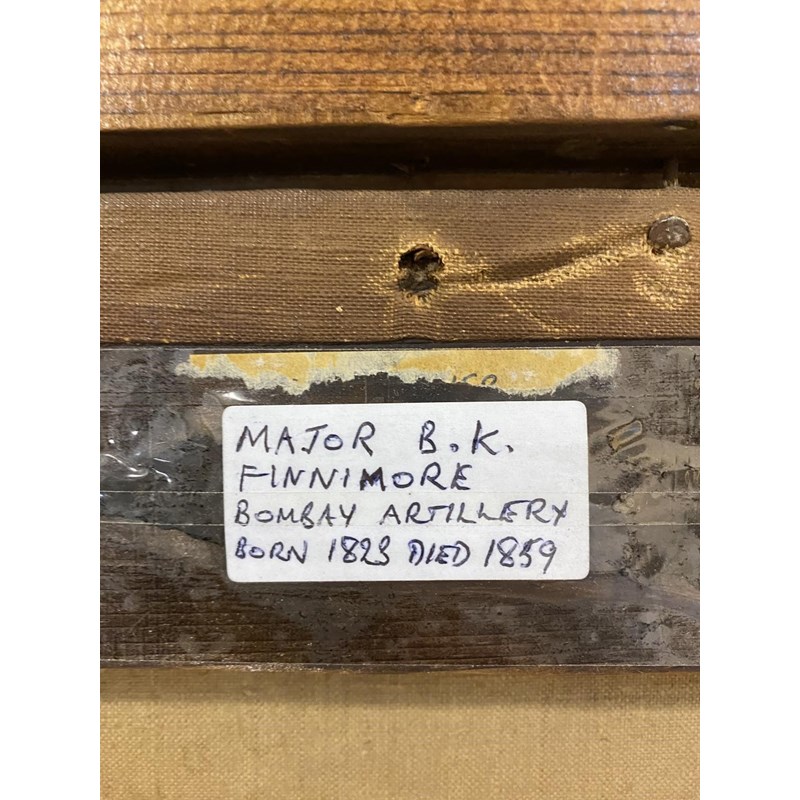 MAJOR B.K.
FINNIMORE
BOMBAY ARTILLERY
BORN 1823 DIED 1859